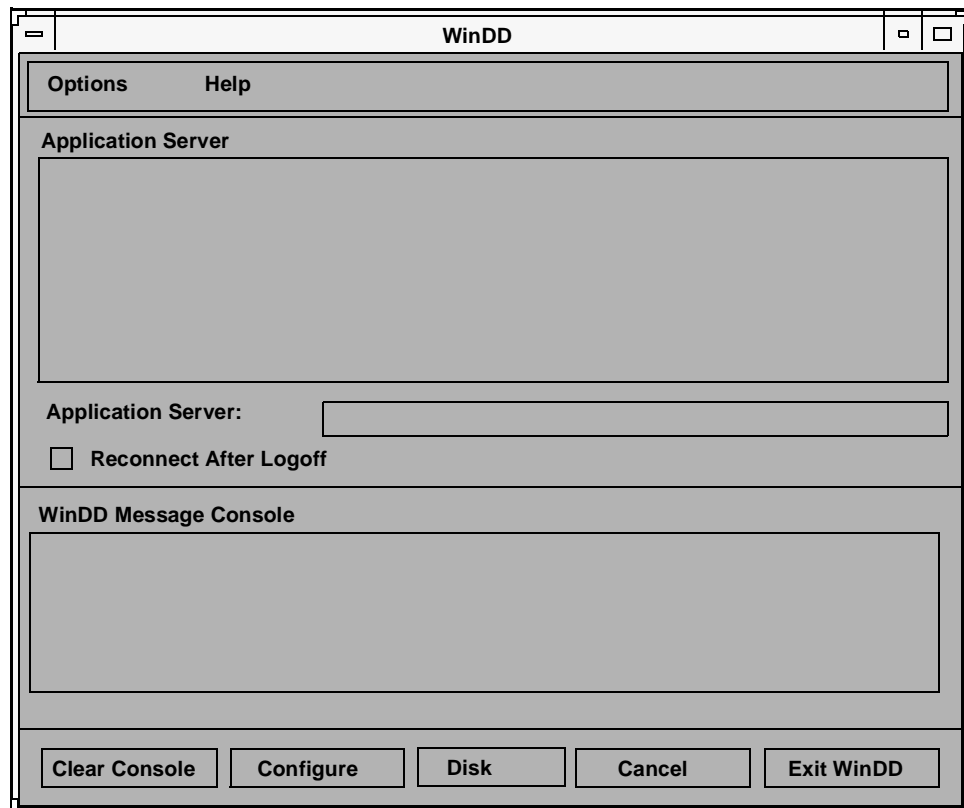 WinDD
Options Help
Application Server
Application Server:
Reconnect After Logoff
WinDD Message Console
Clear Console Configure Disk Cancel Exit WinDD